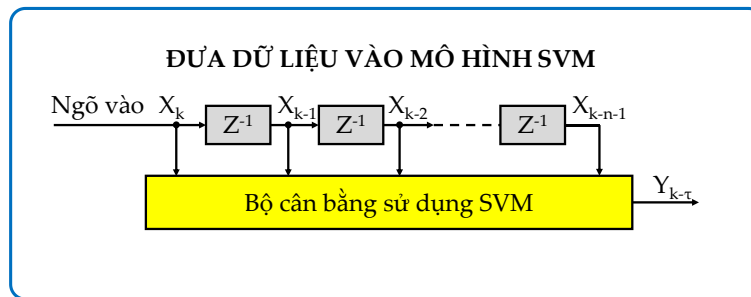 ĐƯA DỮ LIỆU VÀO MÔ HÌNH SVM
Ngõ vào X_k Z^-1 X_k-1 Z^-1 X_k-2 Z^-1 X_k-n-1
Bộ cân bằng sử dụng SVM
Y_k-τ